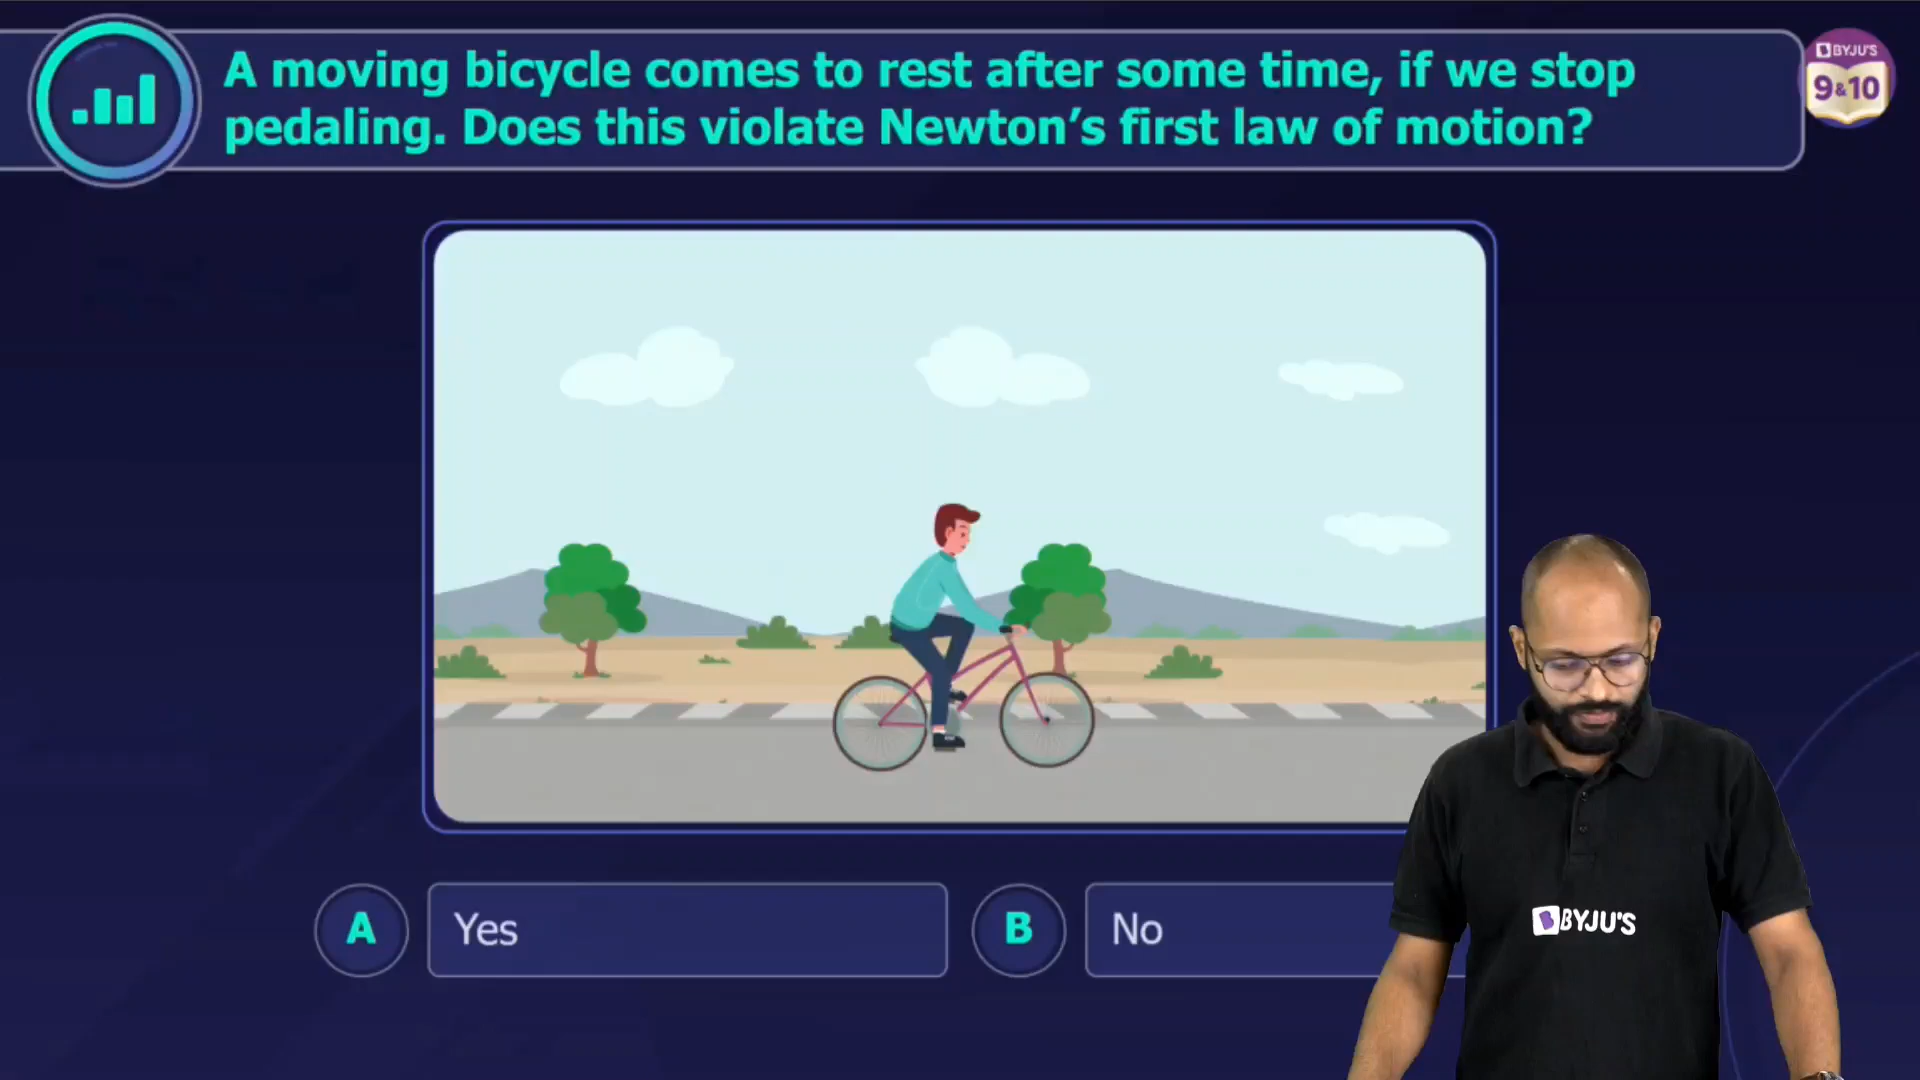 A moving bicycle comes to rest after some time, if we stop
pedaling. Does this violate Newton’s first law of motion?
BYJU'S
9&10
A
Yes
B
No
BYJU'S